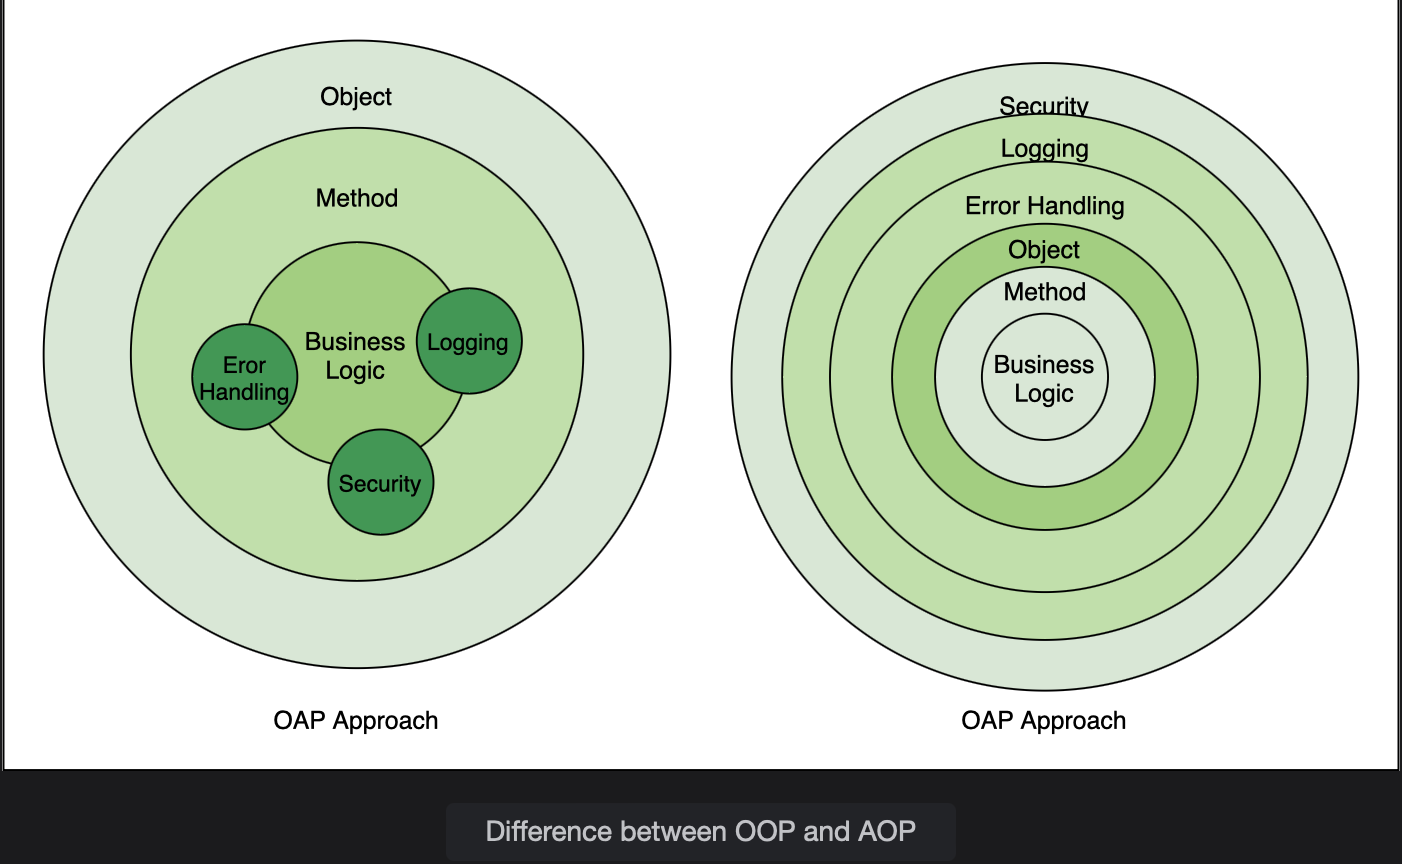 Object
Method
Business
Logic
Logging
Eror
Handling
Security
OAP Approach
Security
Logging
Error Handling
Object
Method
Business
Logic
OAP Approach
Difference between OOP and AOP